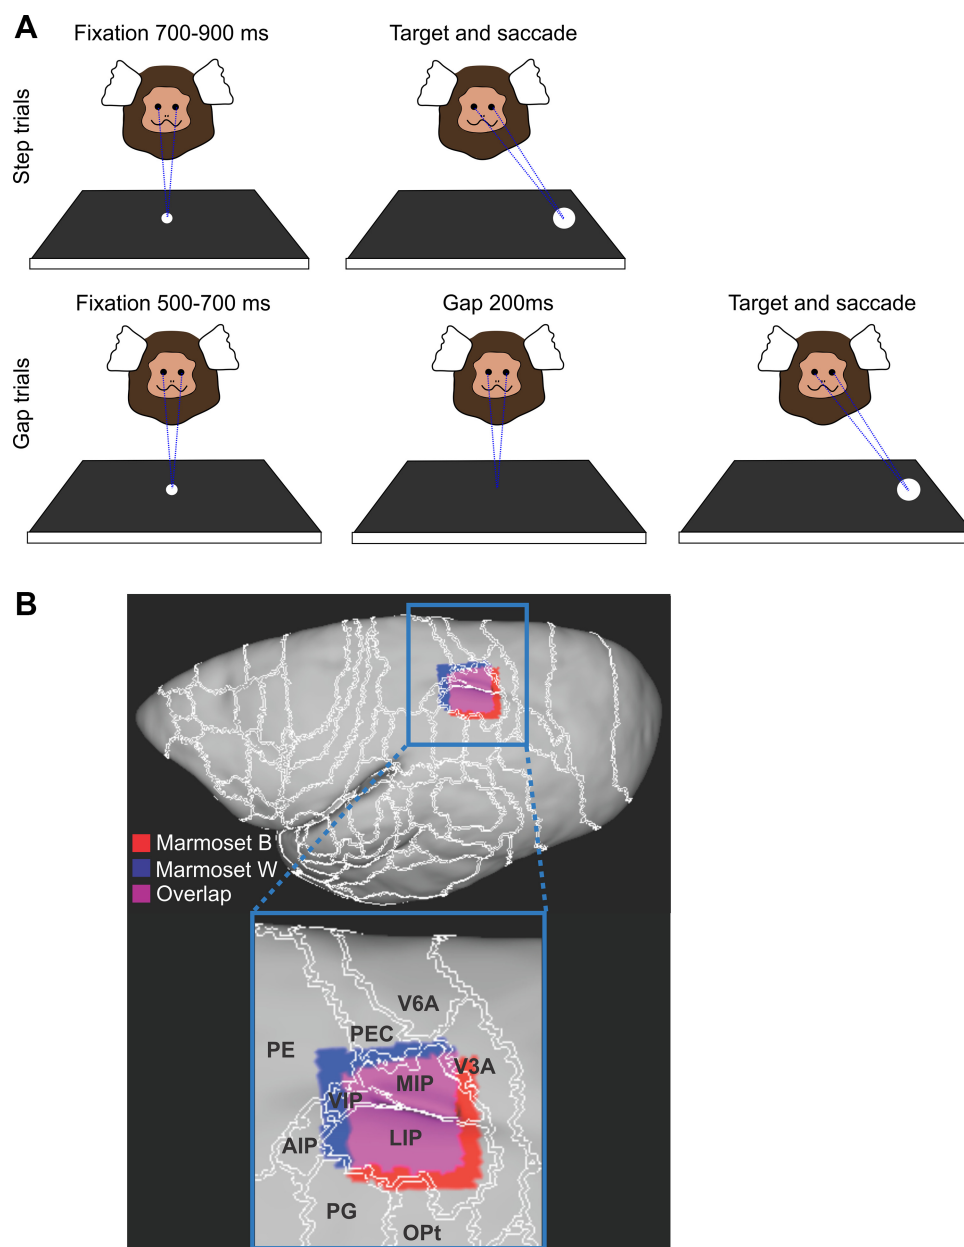 A
Fixation 700-900 ms
Target and saccade
Step trials
Fixation 500-700 ms
Gap 200ms
Target and saccade
Gap trials
B
Marmoset B
Marmoset W
Overlap
V6A
PEC
PE
V3A
MIP
VIP
LIP
AIP
PG
OPt